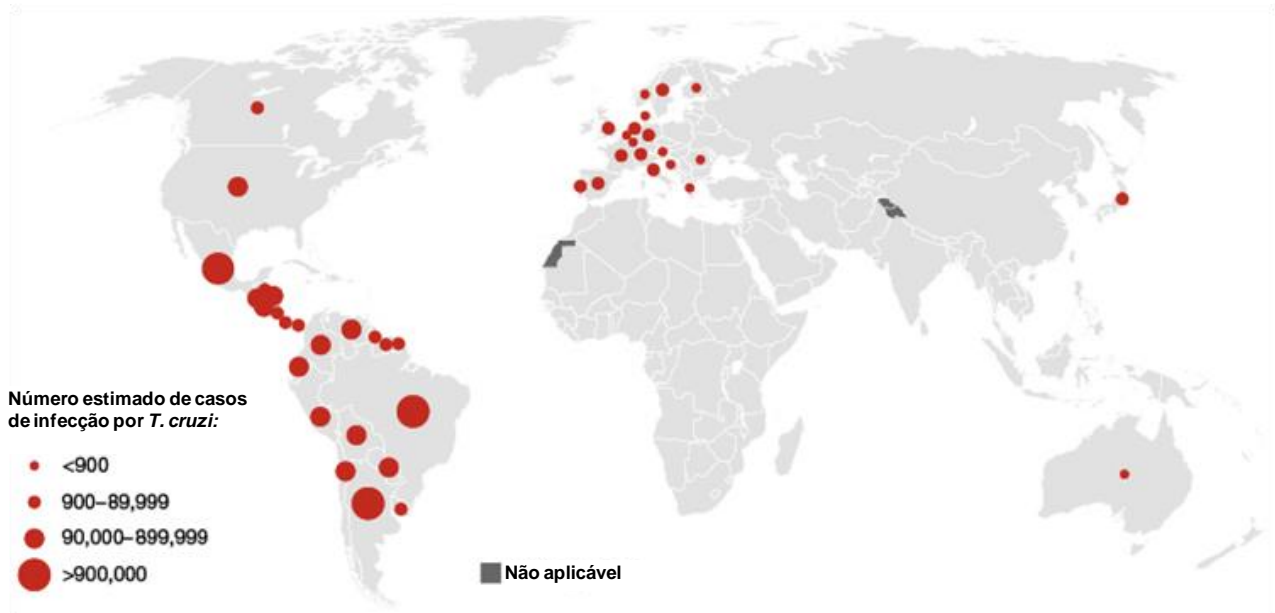 Número estimado de casos
de infecção por T. cruzi:
<900
900–89,999
90,000–899,999
>900,000
Não aplicável